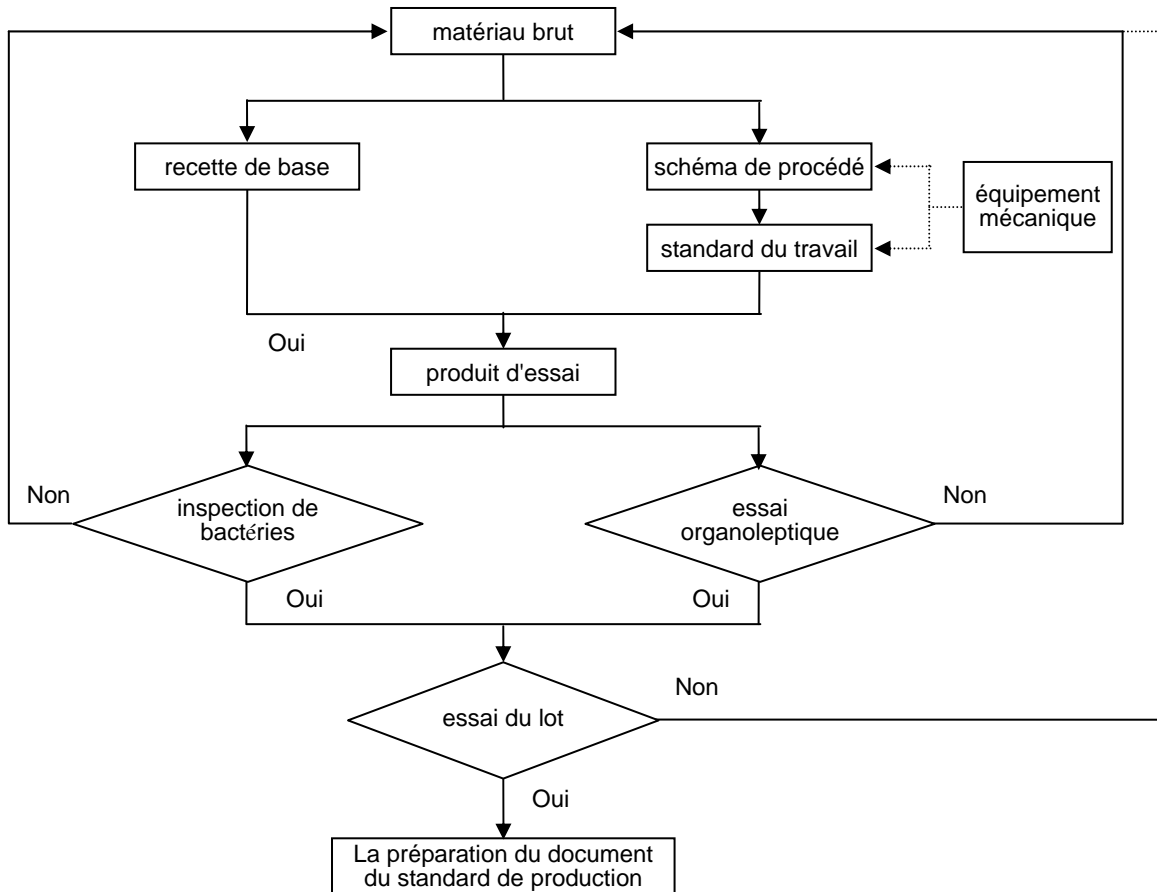 matériau brut
recette de base
schéma de procédé
équipement
mécanique
standard du travail
Oui
produit d'essai
Non
inspection de
bactéries
essai
organoleptique
Non
Oui
Oui
Non
essai du lot
Oui
La préparation du document
du standard de production